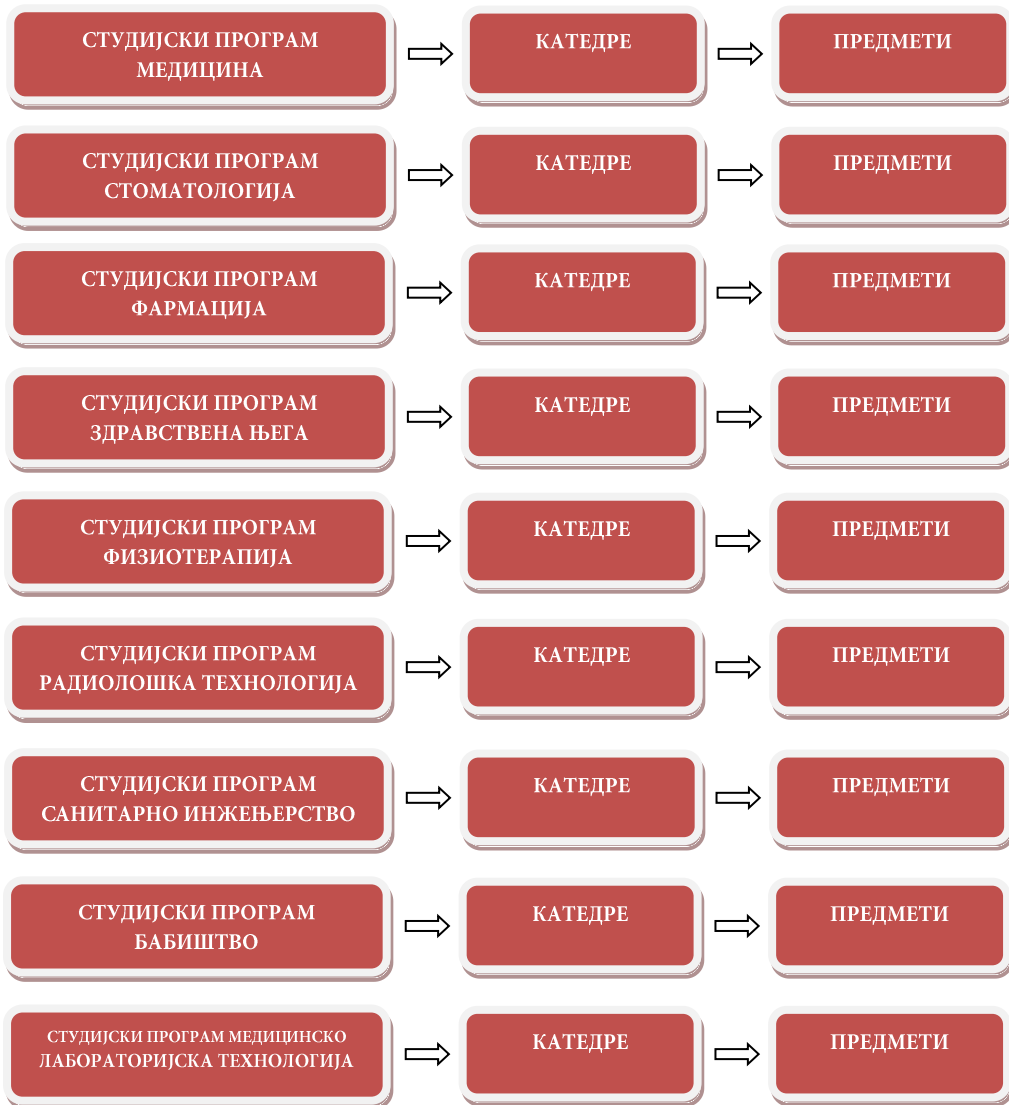 СТУДИЈСКИ ПРОГРАМ
МЕДИЦИНА
КАТЕДРЕ
ПРЕДМЕТИ
СТУДИЈСКИ ПРОГРАМ
СТОМАТОЛОГИЈА
КАТЕДРЕ
ПРЕДМЕТИ
СТУДИЈСКИ ПРОГРАМ
ФАРМАЦИЈА
КАТЕДРЕ
ПРЕДМЕТИ
СТУДИЈСКИ ПРОГРАМ
ЗДРАВСТВЕНА ЊЕГА
КАТЕДРЕ
ПРЕДМЕТИ
СТУДИЈСКИ ПРОГРАМ
ФИЗИОТЕРАПИЈА
КАТЕДРЕ
ПРЕДМЕТИ
СТУДИЈСКИ ПРОГРАМ
РАДИОЛОШКА ТЕХНОЛОГИЈА
КАТЕДРЕ
ПРЕДМЕТИ
СТУДИЈСКИ ПРОГРАМ
САНИТАРНО ИНЖЕЊЕРСТВО
КАТЕДРЕ
ПРЕДМЕТИ
СТУДИЈСКИ ПРОГРАМ
БАБИШТВО
КАТЕДРЕ
ПРЕДМЕТИ
СТУДИЈСКИ ПРОГРАМ МЕДИЦИНСКО
ЛАБОРАТОРИЈСКА ТЕХНОЛОГИЈА
КАТЕДРЕ
ПРЕДМЕТИ